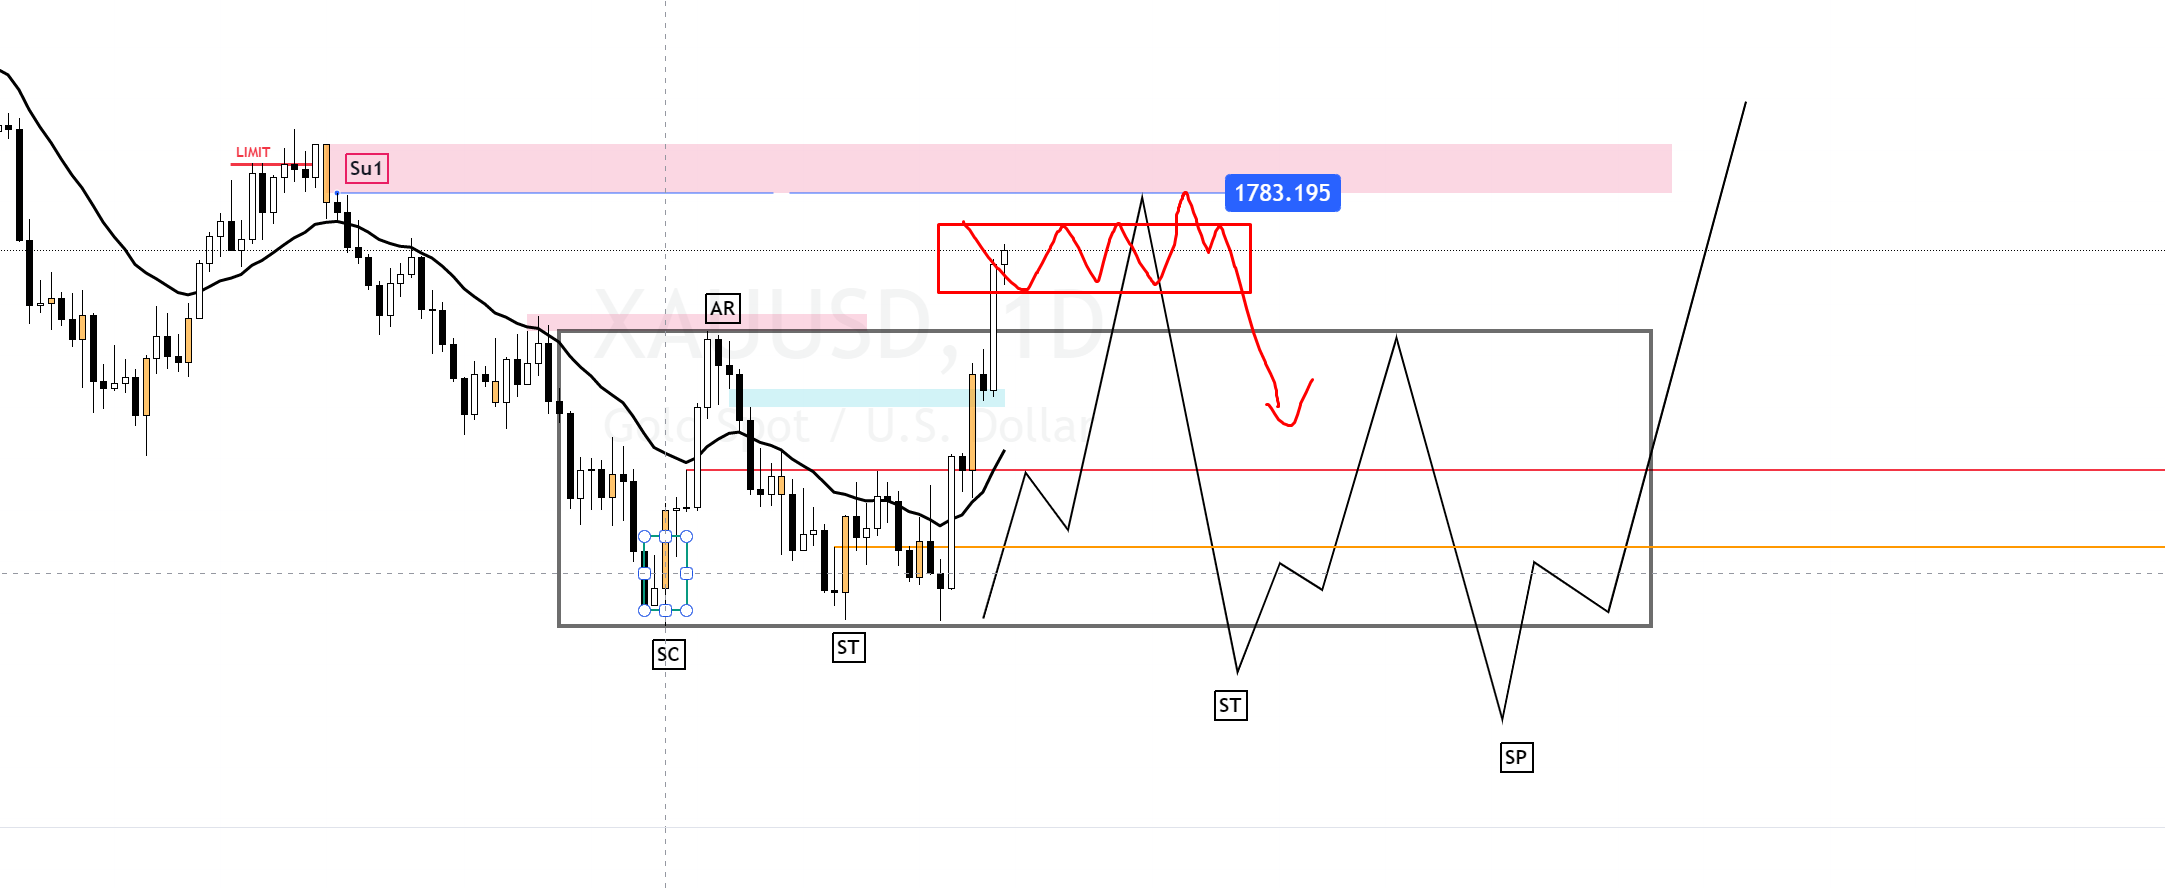 LIMIT
Su1
1783.195
AR
XAUUSD, 1D
Gold Spot / U.S. Dollar
SC
ST
ST
SP